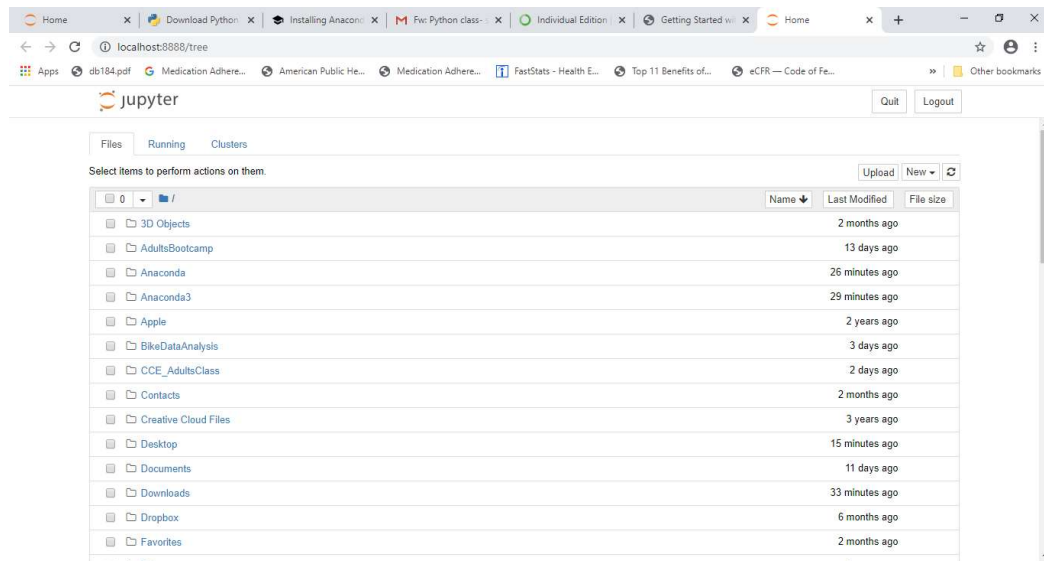 Home Download Python Installing Anacond Fw: Python class- Individual Edition Getting Started wi Home
localhost:8888/tree
Apps db184.pdf Medication Adhere... American Public He... Medication Adhere... FastStats - Health E... Top 11 Benefits of... eCFR — Code of Fe... » Other bookmarks
jupyter Quit Logout
Files Running Clusters
Select items to perform actions on them. Upload New
0 / Name Last Modified File size
3D Objects 2 months ago
AdultsBootcamp 13 days ago
Anaconda 26 minutes ago
Anaconda3 29 minutes ago
Apple 2 years ago
BikeDataAnalysis 3 days ago
CCE_AdultsClass 2 days ago
Contacts 2 months ago
Creative Cloud Files 3 years ago
Desktop 15 minutes ago
Documents 11 days ago
Downloads 33 minutes ago
Dropbox 6 months ago
Favorites 2 months ago